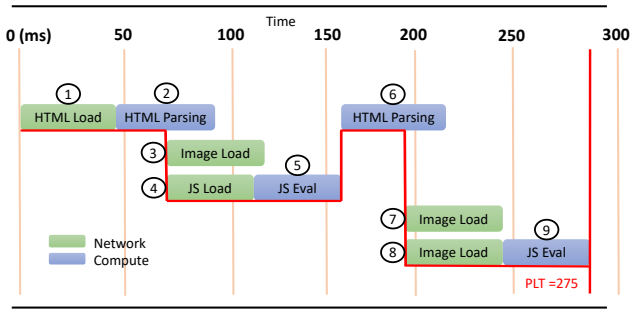 Time
0 (ms) 50 100 150 200 250 300
1 2 6
HTML Load HTML Parsing HTML Parsing
3 Image Load 5
4 JS Load JS Eval
7 Image Load 9
8 Image Load JS Eval
Network
Compute
PLT =275